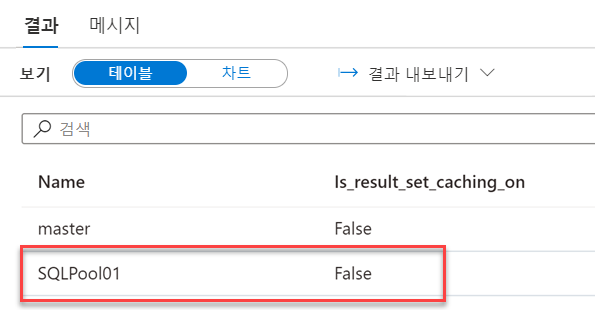 결과 메시지
보기 테이블 차트 결과 내보내기
검색
Name Is_result_set_caching_on
master False
SQLPool01 False